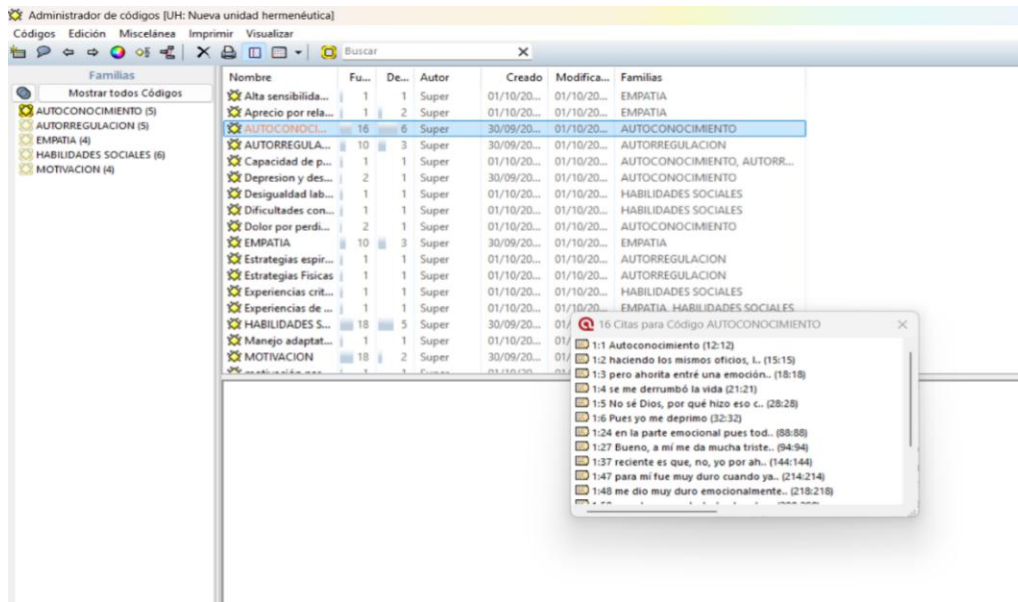 Administrador de códigos [UH: Nueva unidad hermenéutica]
Códigos Edición Miscelánea Imprimir Visualizar
Buscar
Familias
Mostrar todos Códigos
AUTOCONOCIMIENTO (5)
AUTORREGULACION (5)
EMPATIA (4)
HABILIDADES SOCIALES (6)
MOTIVACION (4)
Nombre Fu... De... Autor Creado Modifica... Familias
Alta sensibilida... 1 1 Super 01/10/20... 01/10/20... EMPATIA
Aprecio por rela... 1 2 Super 01/10/20... 01/10/20... EMPATIA
AUTOCONOCI... 16 6 Super 30/09/20... 01/10/20... AUTOCONOCIMIENTO
AUTORREGULA... 10 3 Super 30/09/20... 01/10/20... AUTORREGULACION
Capacidad de p... 1 1 Super 01/10/20... 01/10/20... AUTOCONOCIMIENTO, AUTORR...
Depresion y des... 2 1 Super 30/09/20... 01/10/20... AUTOCONOCIMIENTO
Desigualdad lab... 1 1 Super 01/10/20... 01/10/20... HABILIDADES SOCIALES
Dificultades con... 1 1 Super 01/10/20... 01/10/20... HABILIDADES SOCIALES
Dolor por perdi... 2 1 Super 01/10/20... 01/10/20... AUTOCONOCIMIENTO
EMPATIA 10 3 Super 30/09/20... 01/10/20... EMPATIA
Estrategias espir... 1 1 Super 01/10/20... 01/10/20... AUTORREGULACION
Estrategias Fisicas 1 1 Super 01/10/20... 01/10/20... AUTORREGULACION
Experiencias crit... 1 1 Super 01/10/20... 01/10/20... HABILIDADES SOCIALES
Experiencias de ... 1 1 Super 01/10/20... 01/10/20... EMPATIA, HABILIDADES SOCIALES
HABILIDADES S... 18 5 Super 30/09/20... 01/
Manejo adaptat... 1 1 Super 01/10/20... 01/
MOTIVACION 18 2 Super 30/09/20... 01/
16 Citas para Código AUTOCONOCIMIENTO
1:1 Autoconocimiento (12:12)
1:2 haciendo los mismos oficios, l.. (15:15)
1:3 pero ahorita entré una emoción.. (18:18)
1:4 se me derrumbó la vida (21:21)
1:5 No sé Dios, por qué hizo eso c.. (28:28)
1:6 Pues yo me deprimo (32:32)
1:24 en la parte emocional pues tod.. (88:88)
1:27 Bueno, a mí me da mucha triste.. (94:94)
1:37 reciente es que, no, yo por ah.. (144:144)
1:47 para mí fue muy duro cuando ya.. (214:214)
1:48 me dio muy duro emocionalmente.. (218:218)